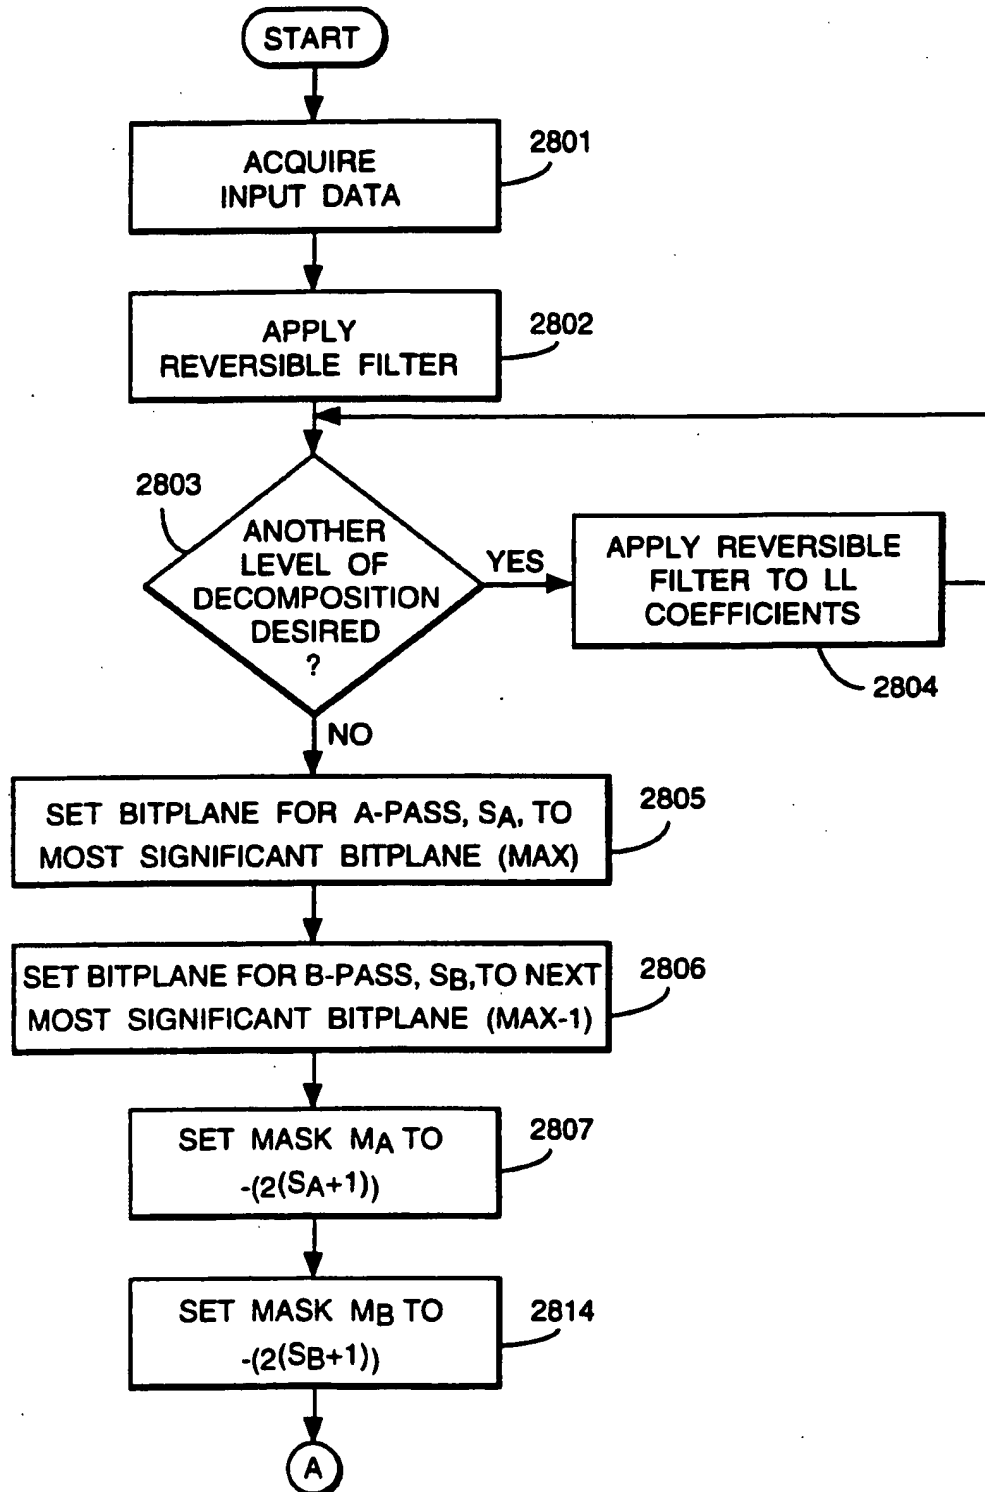 START
ACQUIRE
INPUT DATA
2801
APPLY
REVERSIBLE FILTER
2802
2803
ANOTHER
LEVEL OF
DECOMPOSITION
DESIRED
?
YES
APPLY REVERSIBLE
FILTER TO LL
COEFFICIENTS
2804
NO
SET BITPLANE FOR A-PASS, SA, TO
MOST SIGNIFICANT BITPLANE (MAX)
2805
SET BITPLANE FOR B-PASS, SB, TO NEXT
MOST SIGNIFICANT BITPLANE (MAX-1)
2806
SET MASK MA TO
-(2(SA+1))
2807
SET MASK MB TO
-(2(SB+1))
2814
A